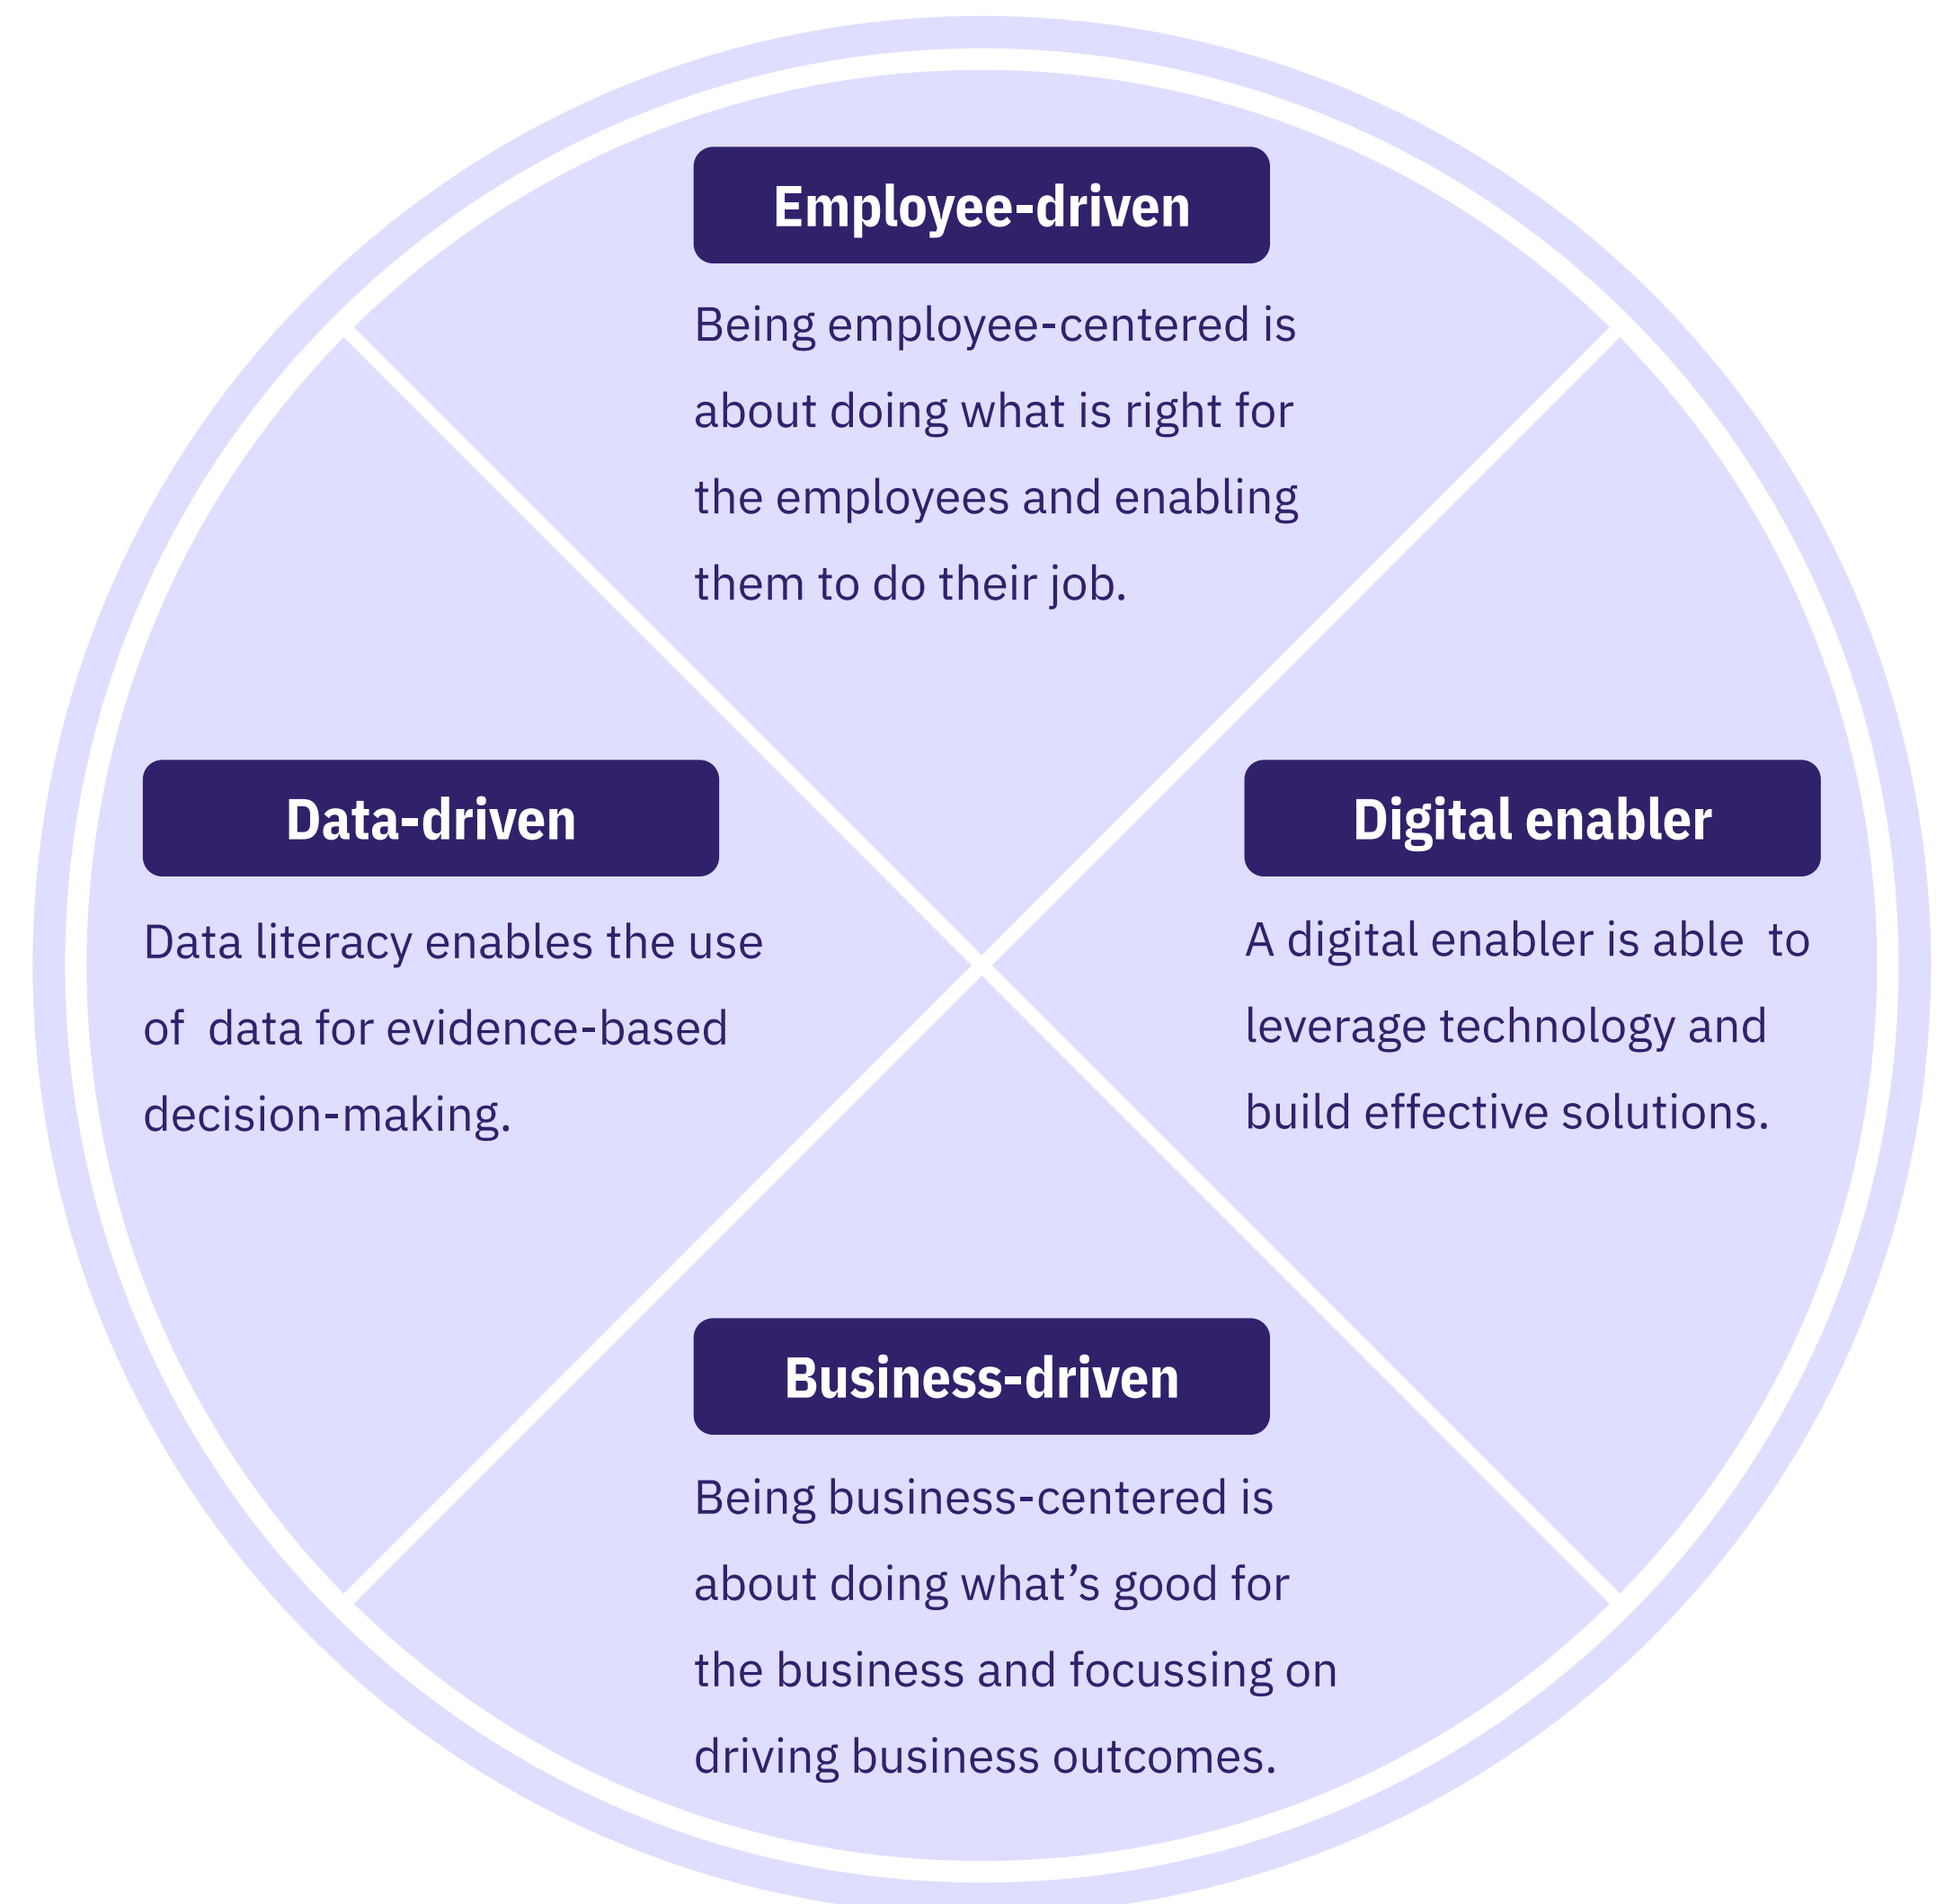 Employee-driven
Being employee-centered is
about doing what is right for
the employees and enabling
them to do their job.
Data-driven
Data literacy enables the use
of  data for evidence-based
decision-making.
Digital enabler
A digital enabler is able  to
leverage technology and
build effective solutions.
Business-driven
Being business-centered is
about doing what’s good for
the business and focussing on
driving business outcomes.